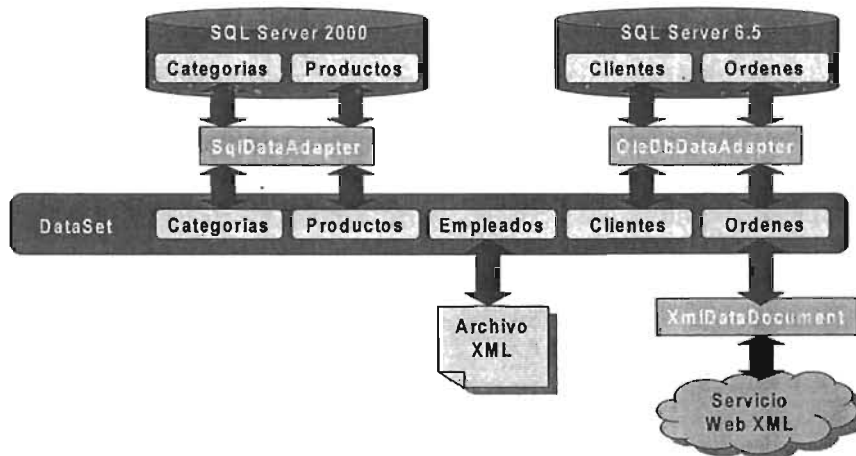 SQL Server 2000
SQL Server 6.5
Categorias
Productos
Clientes
Ordenes
SqlDataAdapter
OleDbDataAdapter
DataSet
Categorias
Productos
Empleados
Clientes
Ordenes
Archivo
XML
XmlDataDocument
Servicio
Web XML